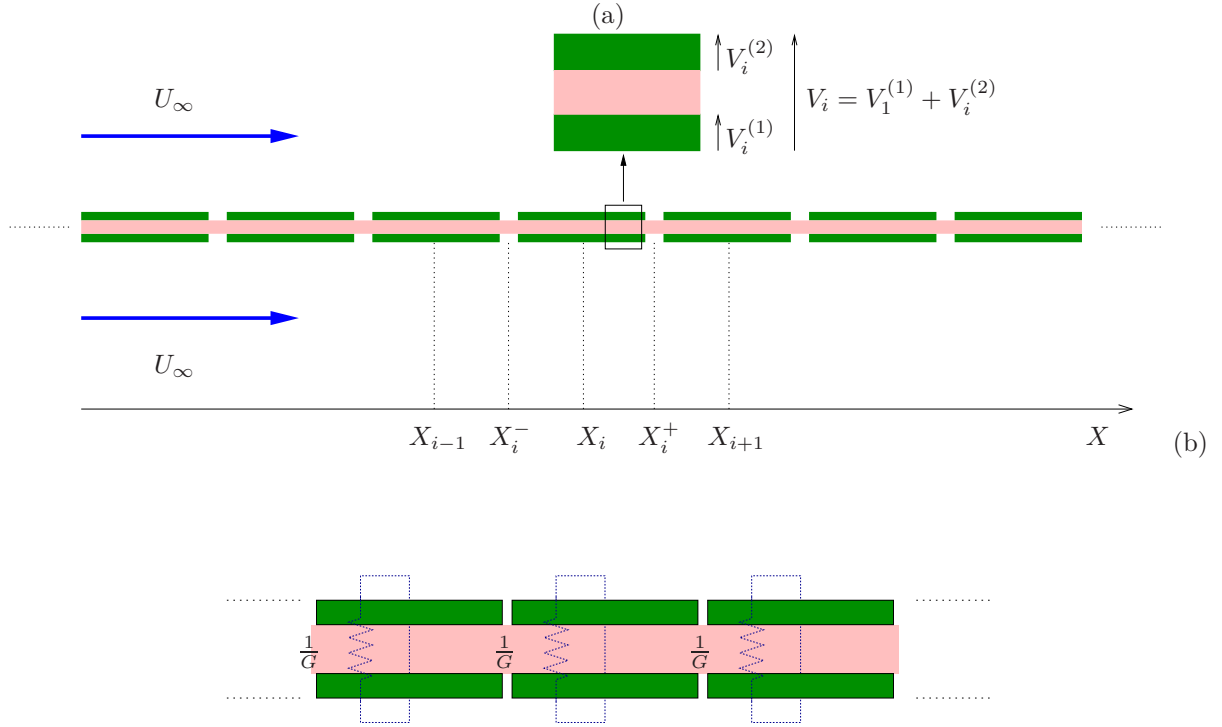 (a)
V_i^{(2)}
U_∞
V_i = V_1^{(1)} + V_i^{(2)}
V_i^{(1)}
U_∞
X_{i−1} X_i^− X_i X_i^+ X_{i+1} X
(b)
1/G 1/G 1/G